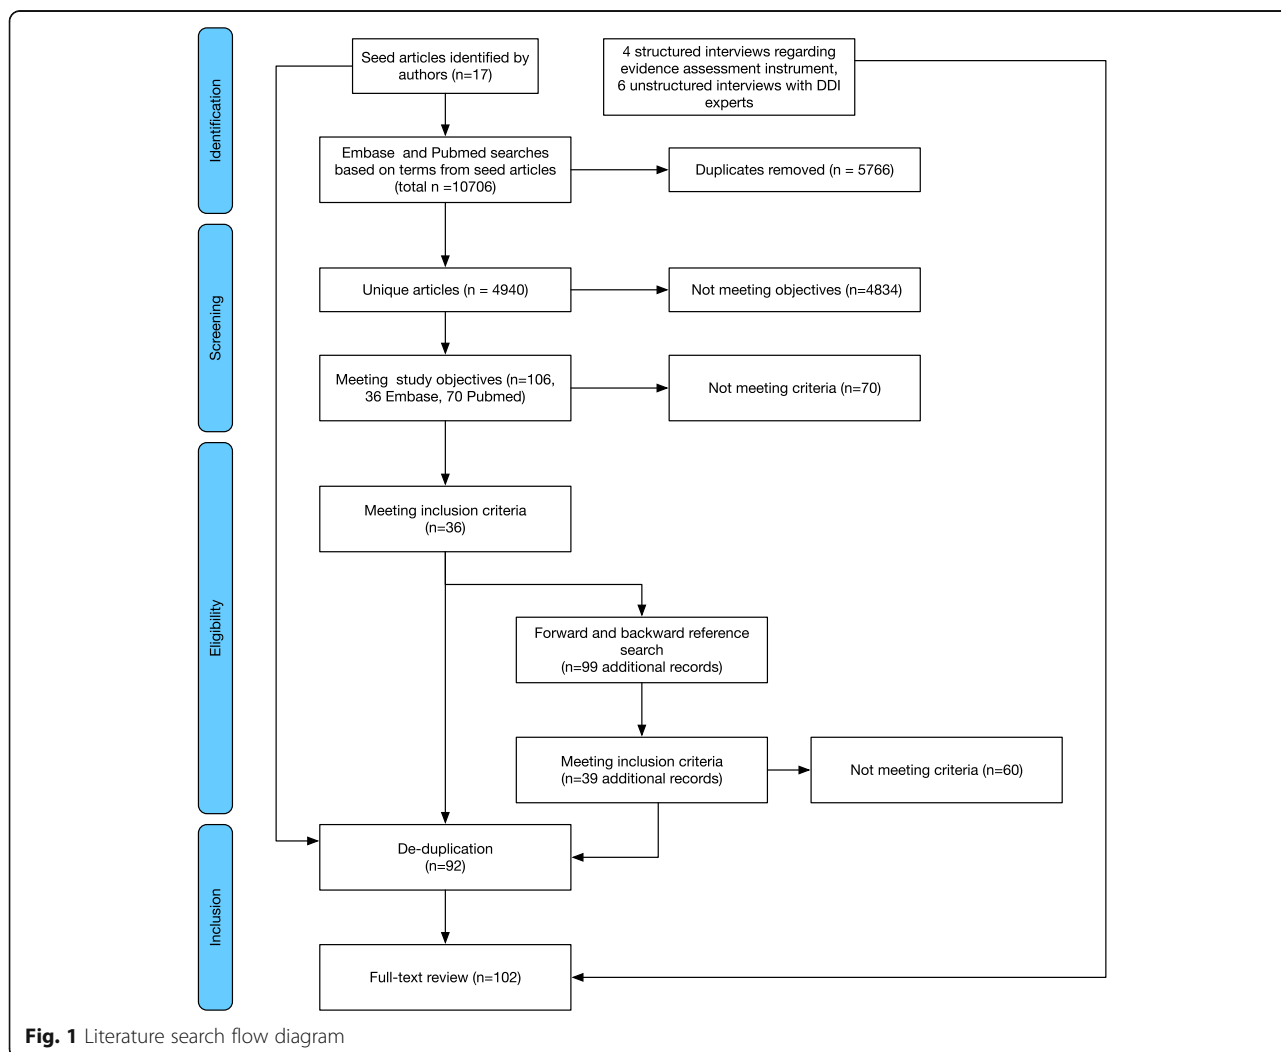 Identification
Seed articles identified by
authors (n=17)
4 structured interviews regarding
evidence assessment instrument,
6 unstructured interviews with DDI
experts
Embase and Pubmed searches
based on terms from seed articles
(total n =10706)
Duplicates removed (n = 5766)
Screening
Unique articles (n = 4940)
Not meeting objectives (n=4834)
Meeting study objectives (n=106,
36 Embase, 70 Pubmed)
Not meeting criteria (n=70)
Eligibility
Meeting inclusion criteria
(n=36)
Forward and backward reference
search
(n=99 additional records)
Meeting inclusion criteria
(n=39 additional records)
Not meeting criteria (n=60)
Inclusion
De-duplication
(n=92)
Full-text review (n=102)
Fig. 1 Literature search flow diagram